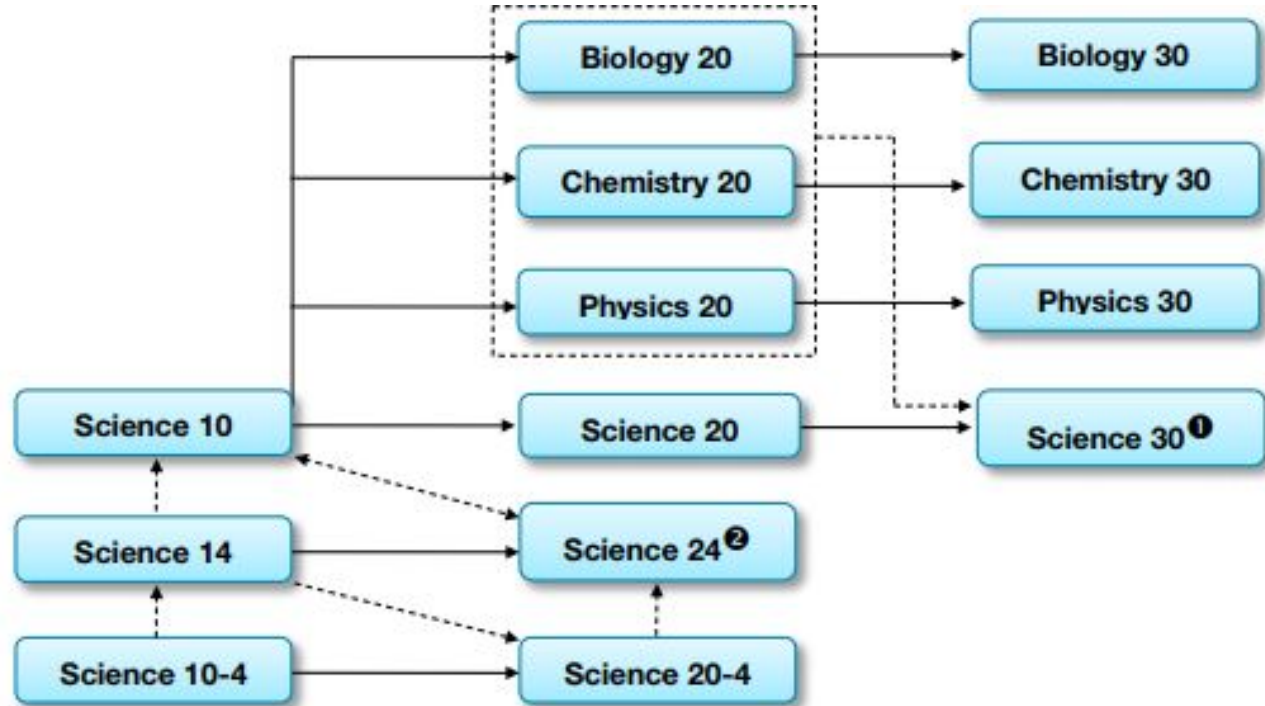 Biology 20
Biology 30
Chemistry 20
Chemistry 30
Physics 20
Physics 30
Science 10
Science 20
Science 30❶
Science 14
Science 24❷
Science 10-4
Science 20-4